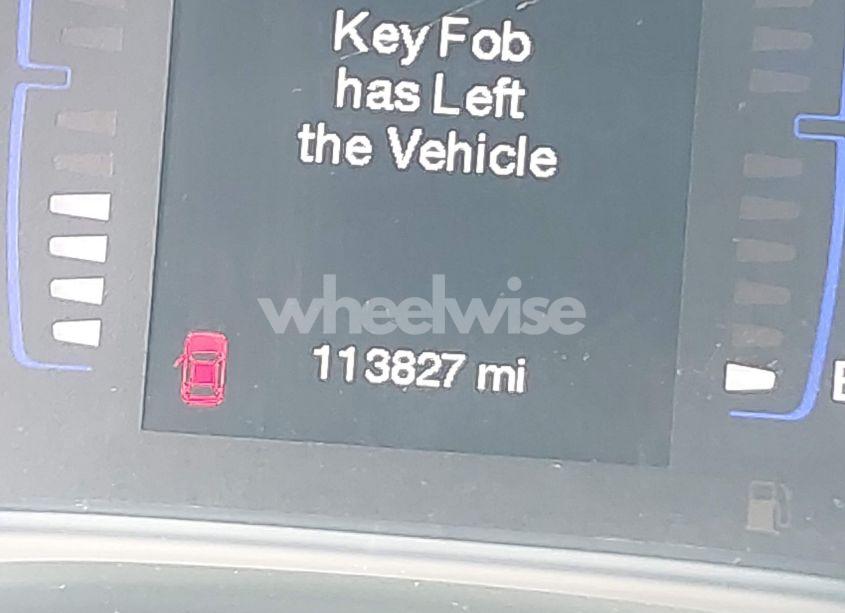 Key Fob
has Left
the Vehicle
wheelwise
113827 mi
E